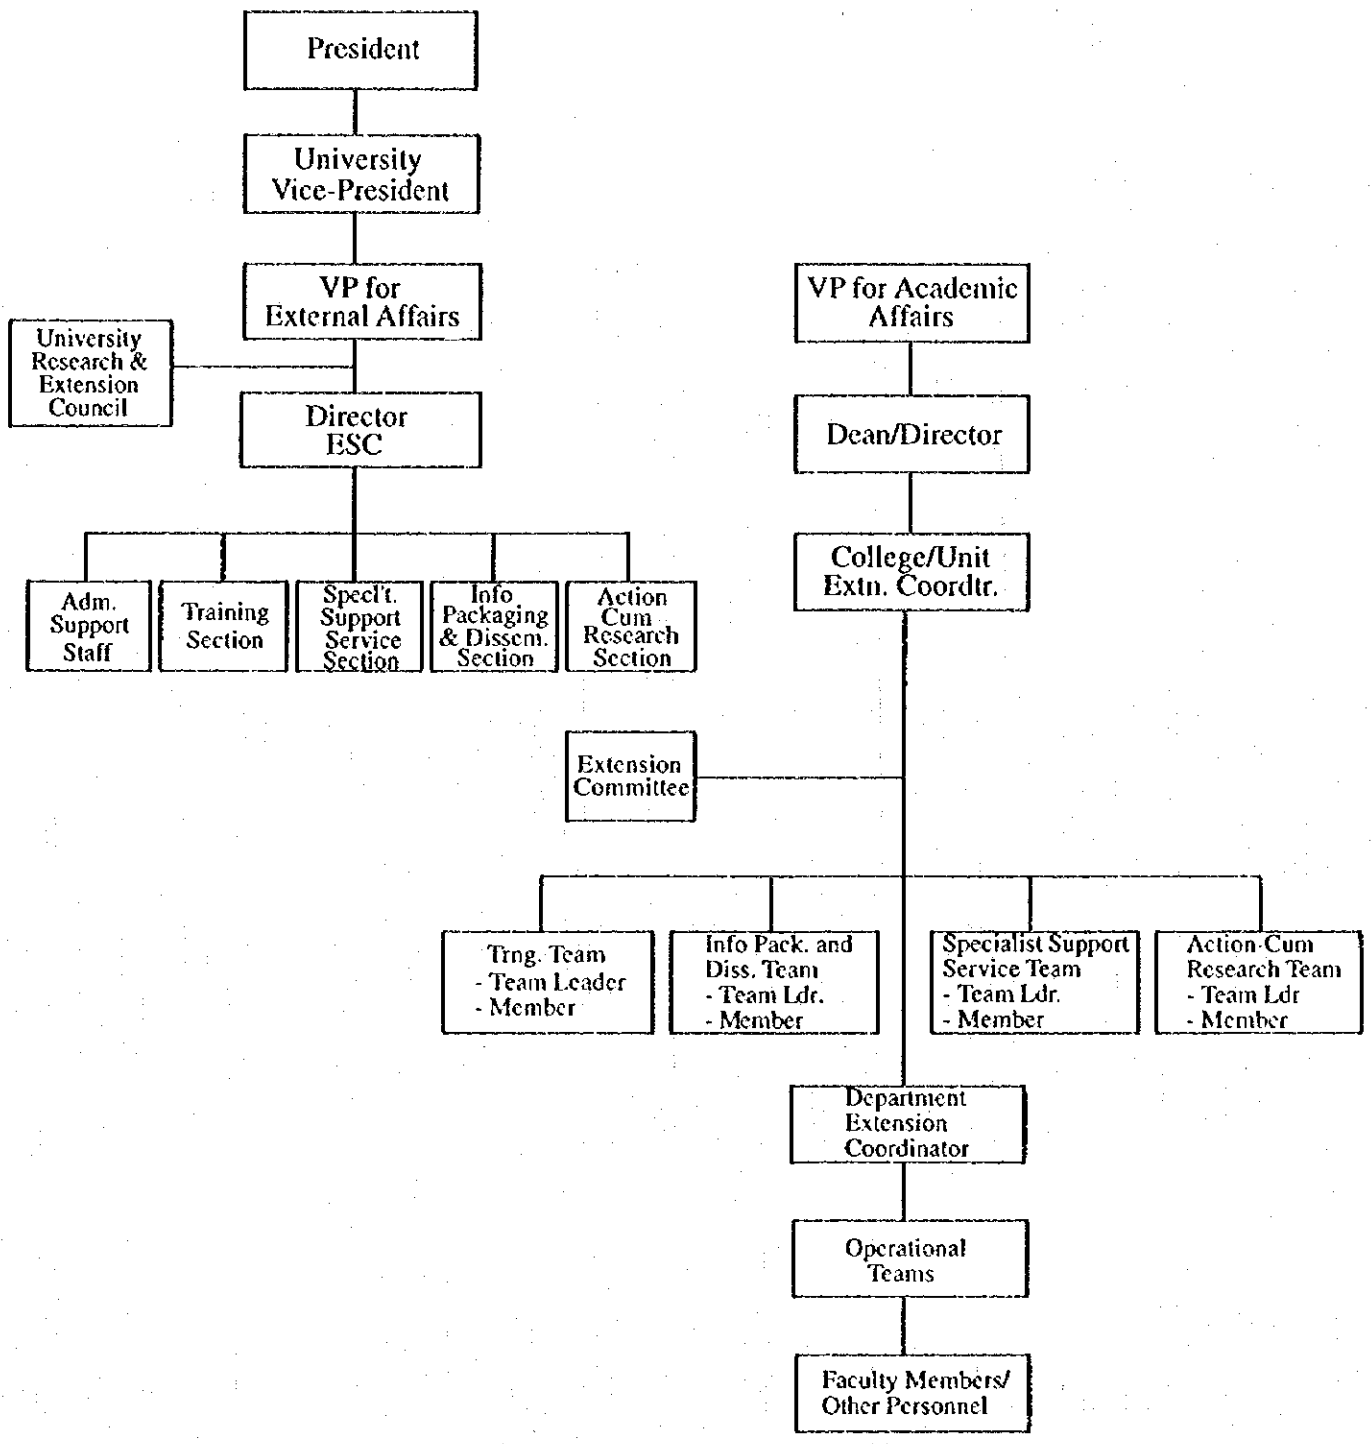 President
University
Vice-President
VP for
External Affairs
University
Research &
Extension
Council
Director
ESC
Adm.
Support
Staff
Training
Section
Specl't.
Support
Service
Section
Info
Packaging
& Dissem.
Section
Action
Cum
Research
Section
VP for Academic
Affairs
Dean/Director
College/Unit
Extn. Coordtr.
Extension
Committee
Trng. Team
- Team Leader
- Member
Info Pack. and
Diss. Team
- Team Ldr.
- Member
Specialist Support
Service Team
- Team Ldr.
- Member
Action-Cum
Research Team
- Team Ldr
- Member
Department
Extension
Coordinator
Operational
Teams
Faculty Members/
Other Personnel